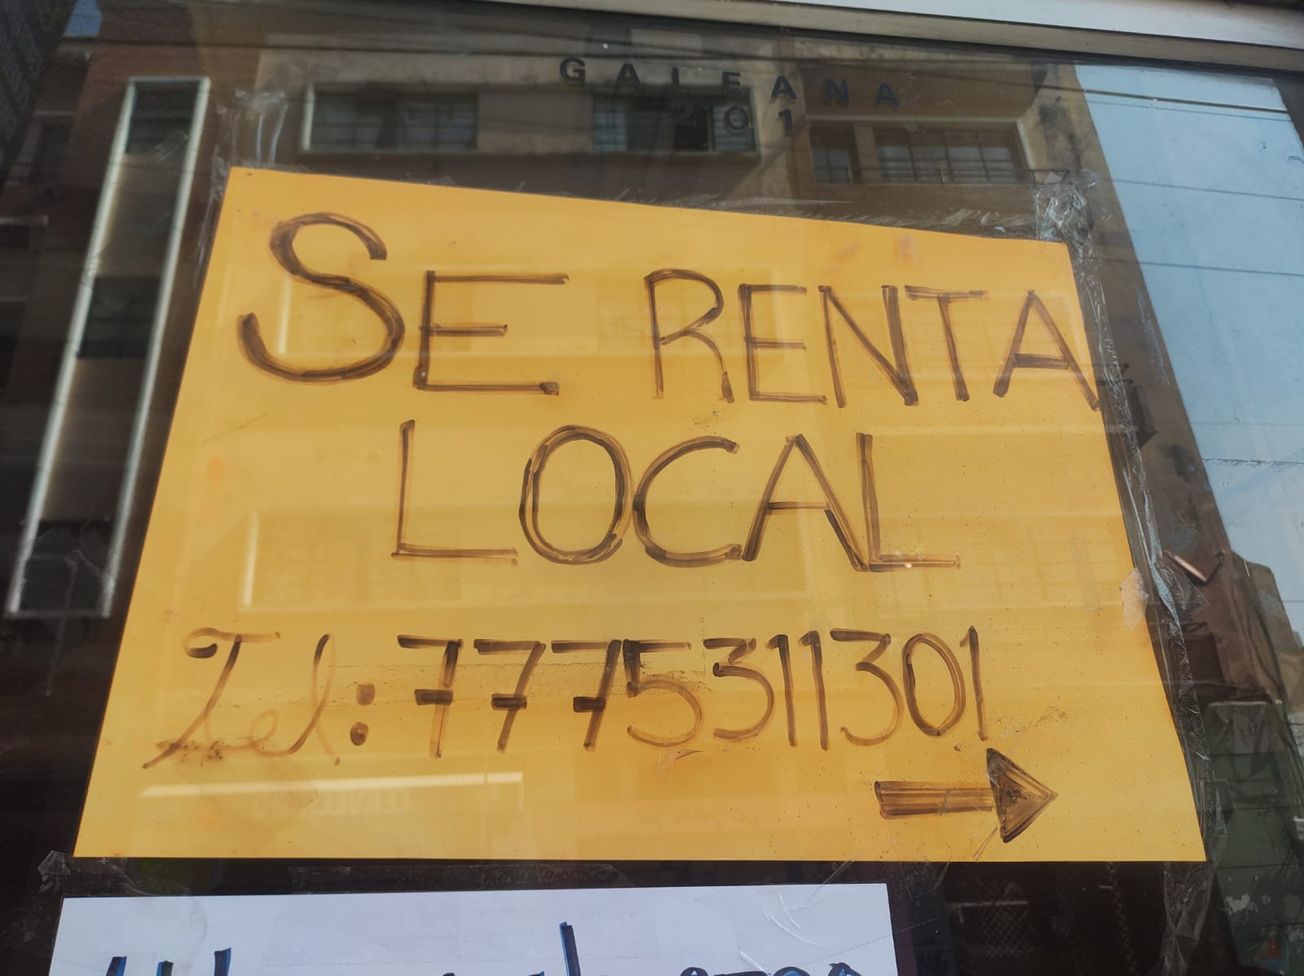 GALEANA
201
SE RENTA
LOCAL
Tel: 7775311301